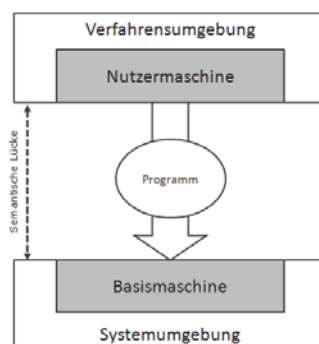 Verfahrensumgebung
Nutzermaschine
Semantische Lücke
Programm
Basismaschine
Systemumgebung